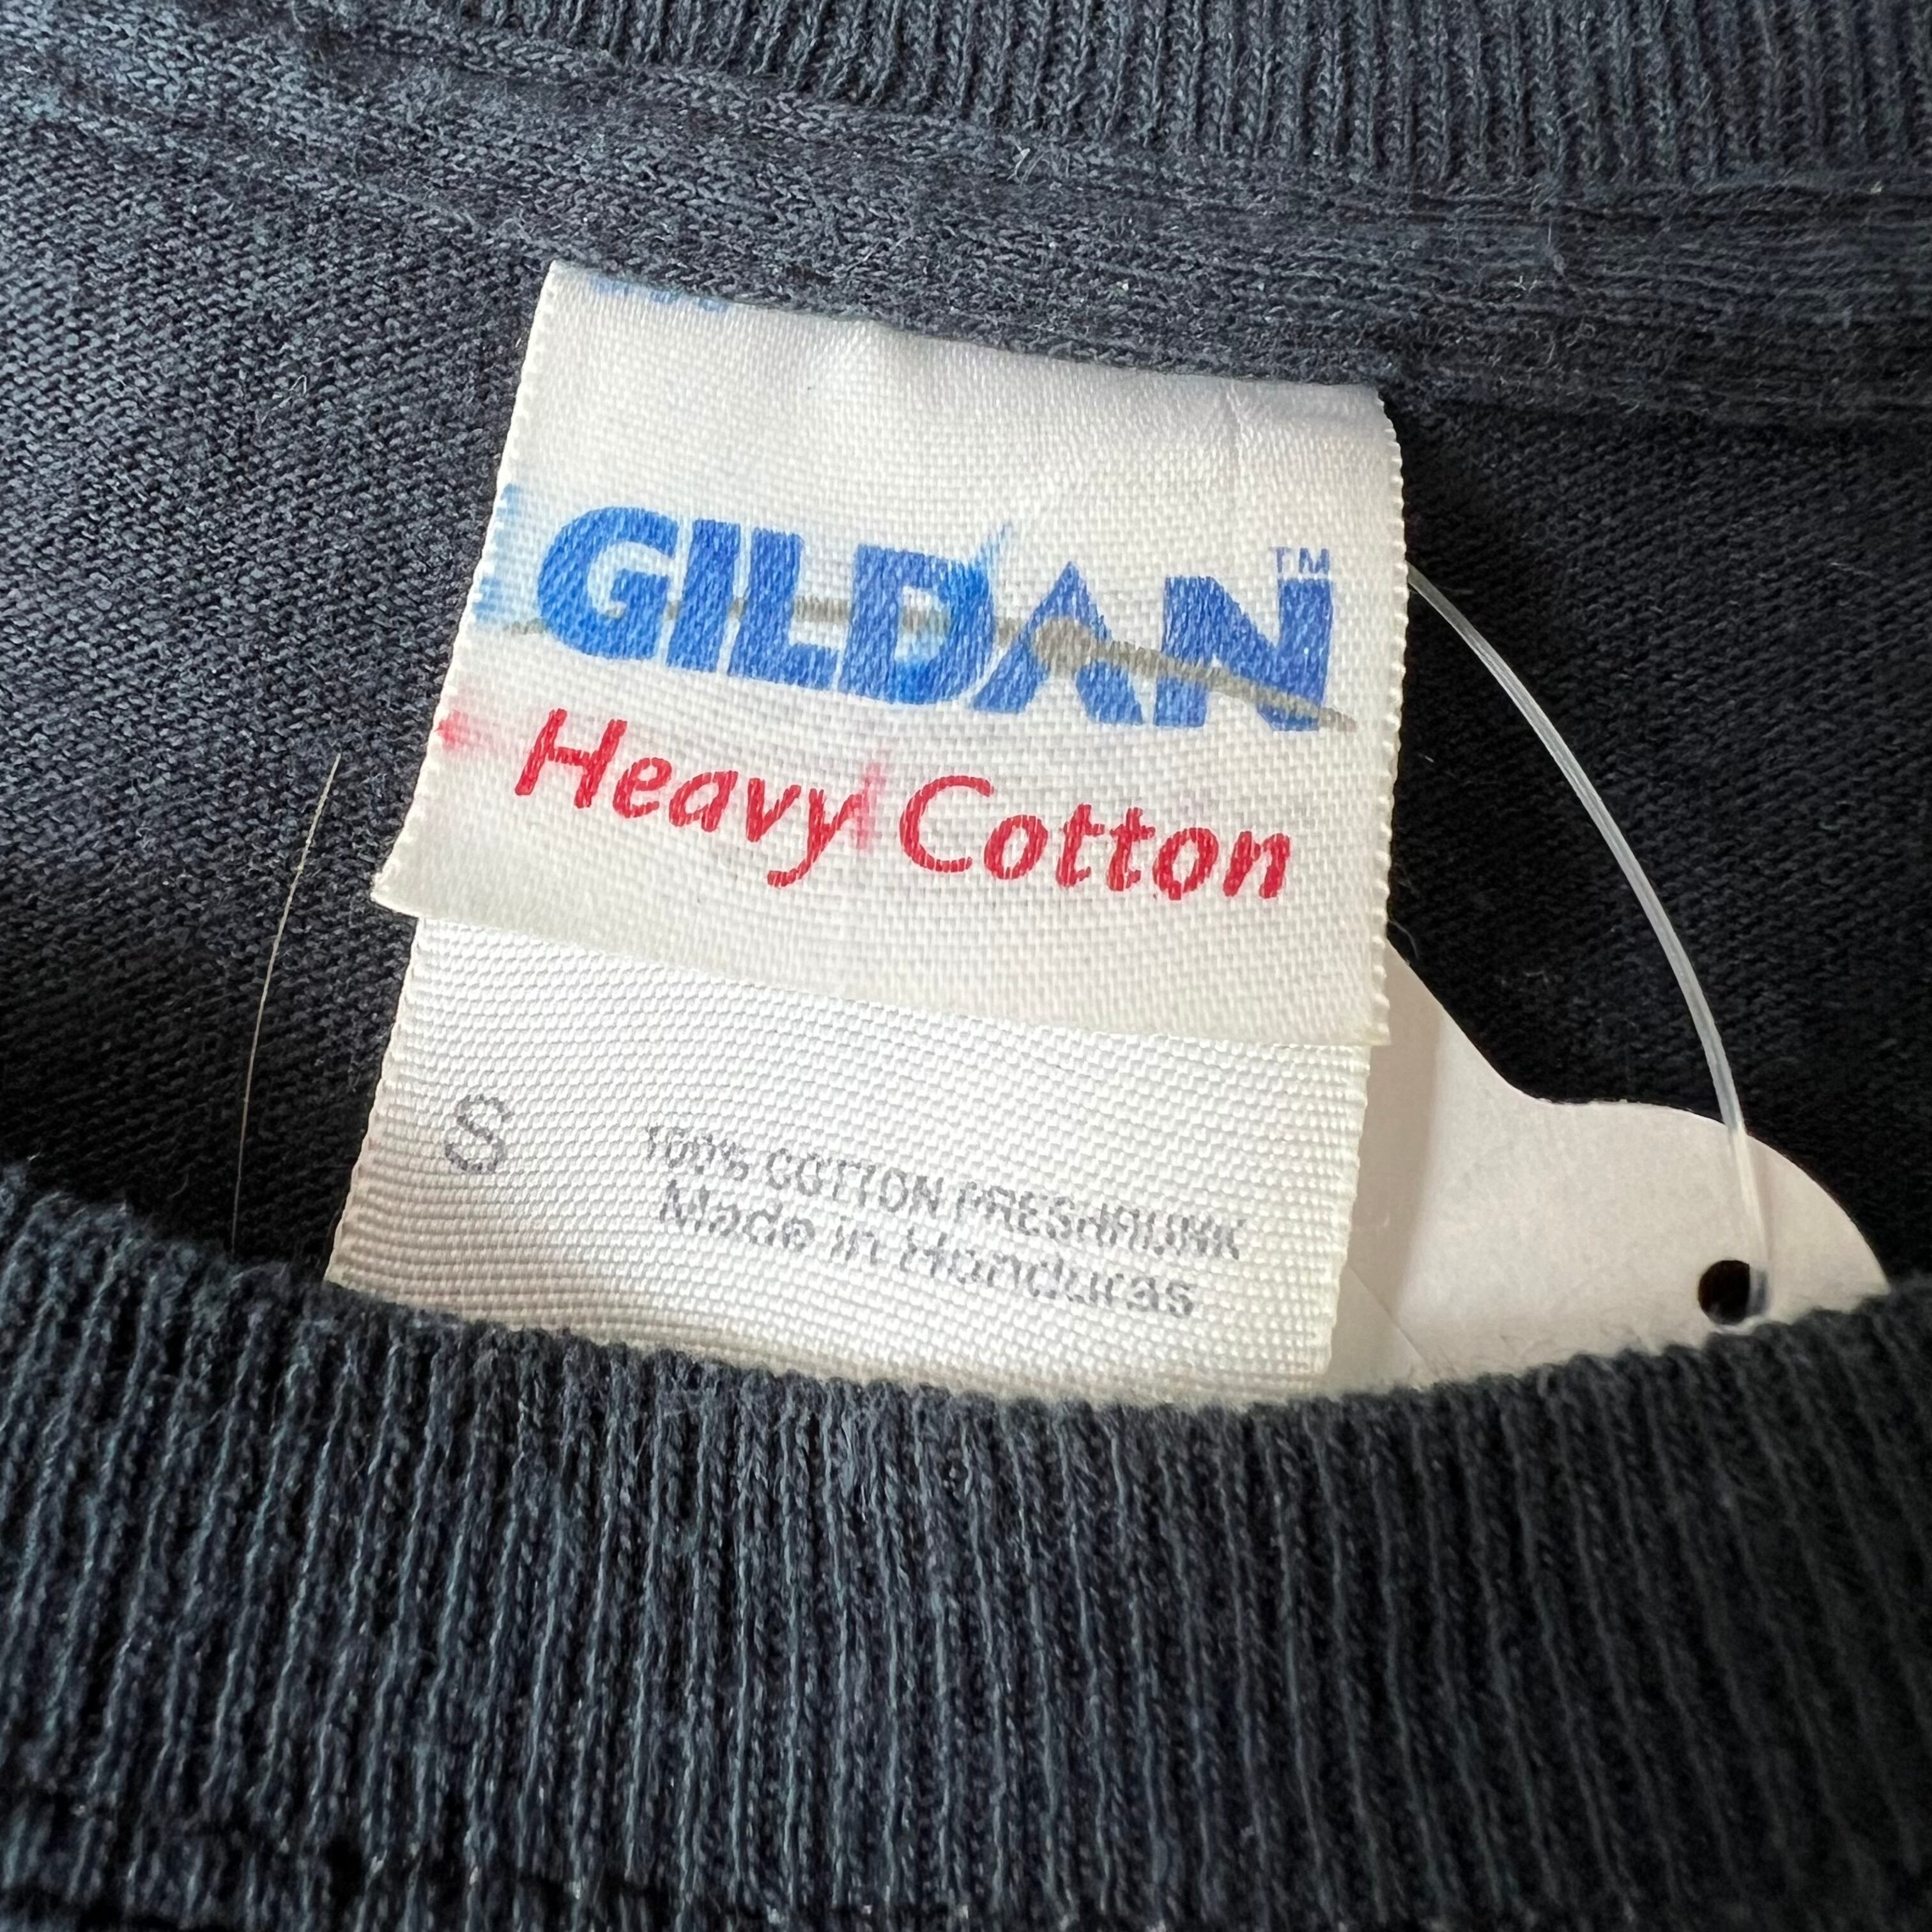 GILDAN™
Heavy Cotton
S
100% COTTON PRESHRUNK
Made in Honduras